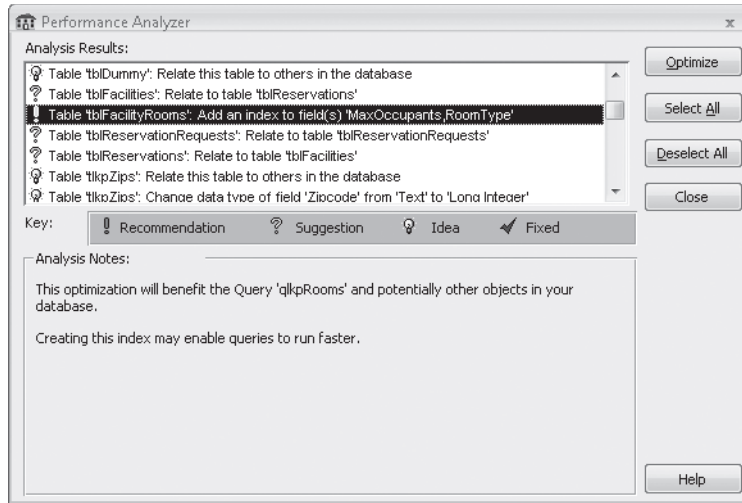 Performance Analyzer
x
Analysis Results:
Table 'tblDummy': Relate this table to others in the database
Table 'tblFacilities': Relate to table 'tblReservations'
Table 'tblFacilityRooms': Add an index to field(s) 'MaxOccupants,RoomType'
Table 'tblReservationRequests': Relate to table 'tblReservationRequests'
Table 'tblReservations': Relate to table 'tblFacilities'
Table 'tlkpZips': Relate this table to others in the database
Table 'tlkpZips': Change data type of field 'Zipcode' from 'Text' to 'Long Integer'
Optimize
Select All
Deselect All
Close
Key: ! Recommendation ? Suggestion Idea Fixed
Analysis Notes:
This optimization will benefit the Query 'qlkpRooms' and potentially other objects in your
database.
Creating this index may enable queries to run faster.
Help